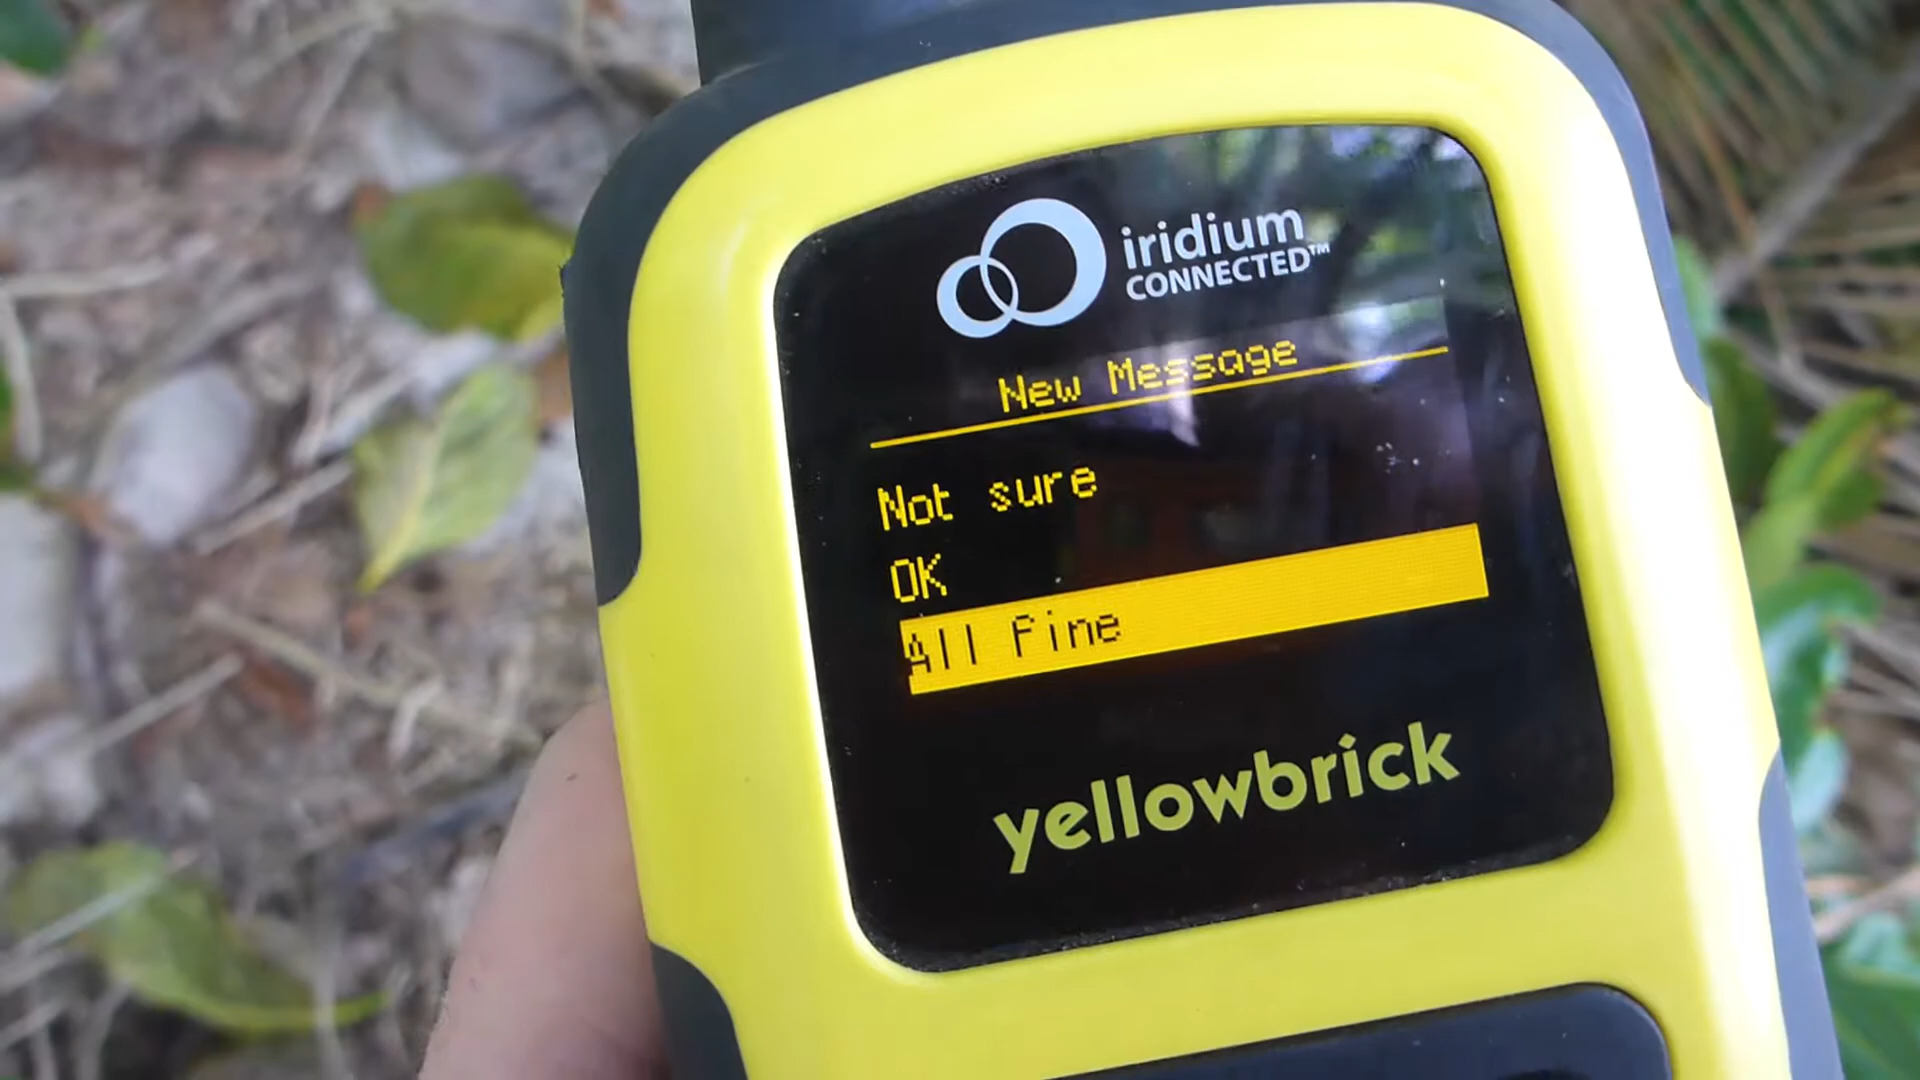 iridium
CONNECTED™
New Message
Not sure
OK
All fine
yellowbrick